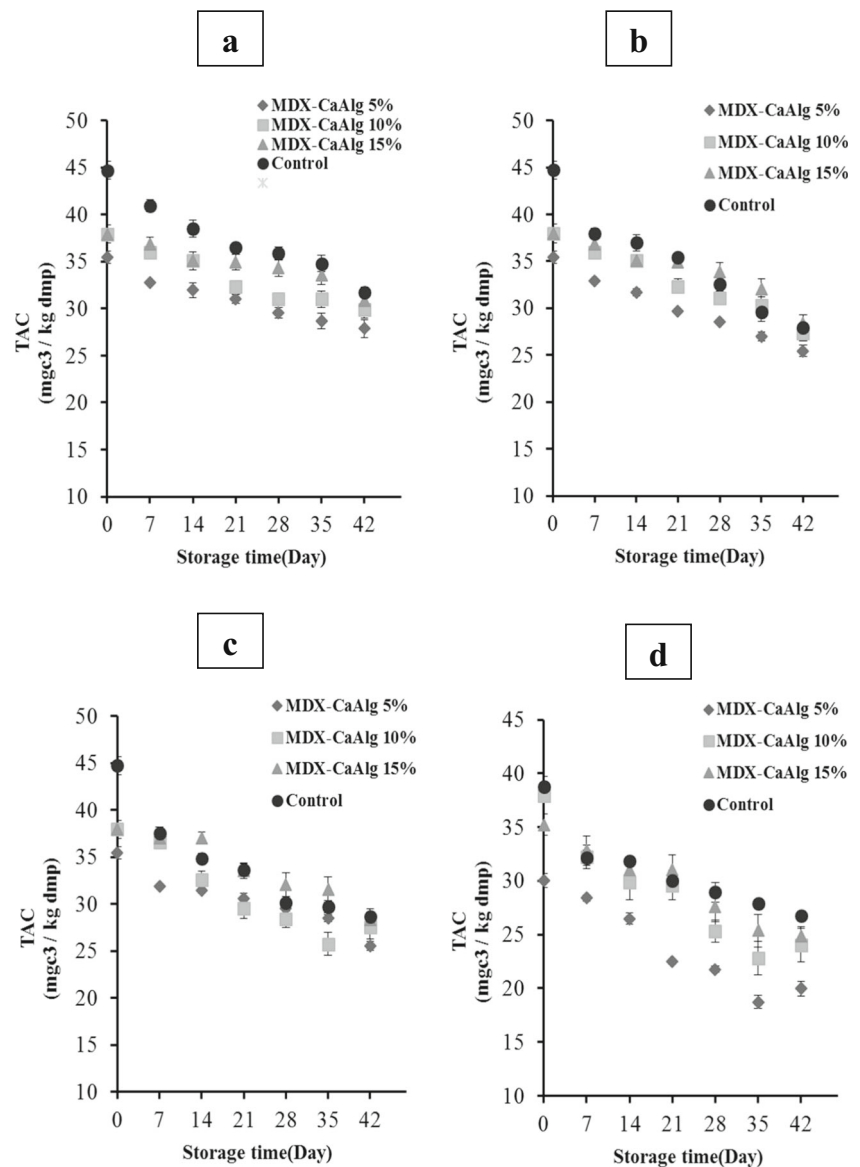 a
MDX-CaAlg 5%
MDX-CaAlg 10%
MDX-CaAlg 15%
Control
50
45
40
35
30
25
20
15
10
TAC
(mgc3 / kg dmp)
0 7 14 21 28 35 42
Storage time(Day)
b
MDX-CaAlg 5%
MDX-CaAlg 10%
MDX-CaAlg 15%
Control
50
45
40
35
30
25
20
15
10
TAC
(mgc3 / kg dmp)
0 7 14 21 28 35 42
Storage time(Day)
c
MDX-CaAlg 5%
MDX-CaAlg 10%
MDX-CaAlg 15%
Control
50
45
40
35
30
25
20
15
10
TAC
(mgc3 / kg dmp)
0 7 14 21 28 35 42
Storage time(Day)
d
MDX-CaAlg 5%
MDX-CaAlg 10%
MDX-CaAlg 15%
Control
45
40
35
30
25
20
15
10
TAC
(mgc3 / kg dmp)
0 7 14 21 28 35 42
Storage time(Day)